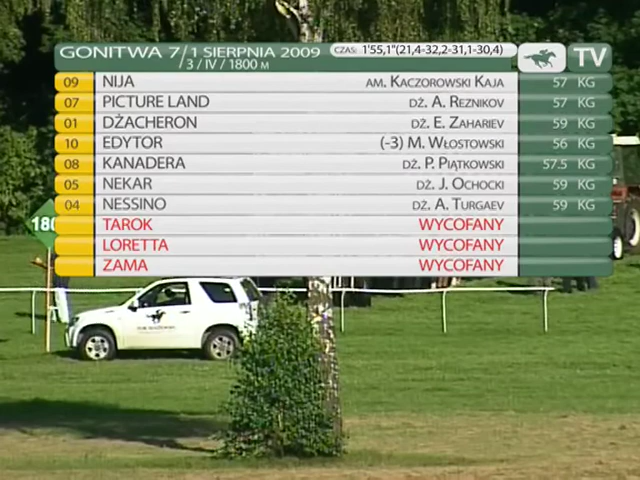 GONITWA 7/1 SIERPNIA 2009
3/IV/1800 M
CZAS: 1'55,1"(21,4-32,2-31,1-30,4)
TV
09 NIJA AM. KACZOROWSKI KAJA 57 KG
07 PICTURE LAND DŻ. A. REZNIKOV 57 KG
01 DŻACHERON DŻ. E. ZAHARIEV 59 KG
10 EDYTOR (-3) M. WŁOSTOWSKI 56 KG
08 KANADERA DŻ. P. PIĄTKOWSKI 57.5 KG
05 NEKAR DŻ. J. OCHOCKI 59 KG
04 NESSINO DŻ. A. TURGAEV 59 KG
TAROK WYCOFANY
LORETTA WYCOFANY
ZAMA WYCOFANY